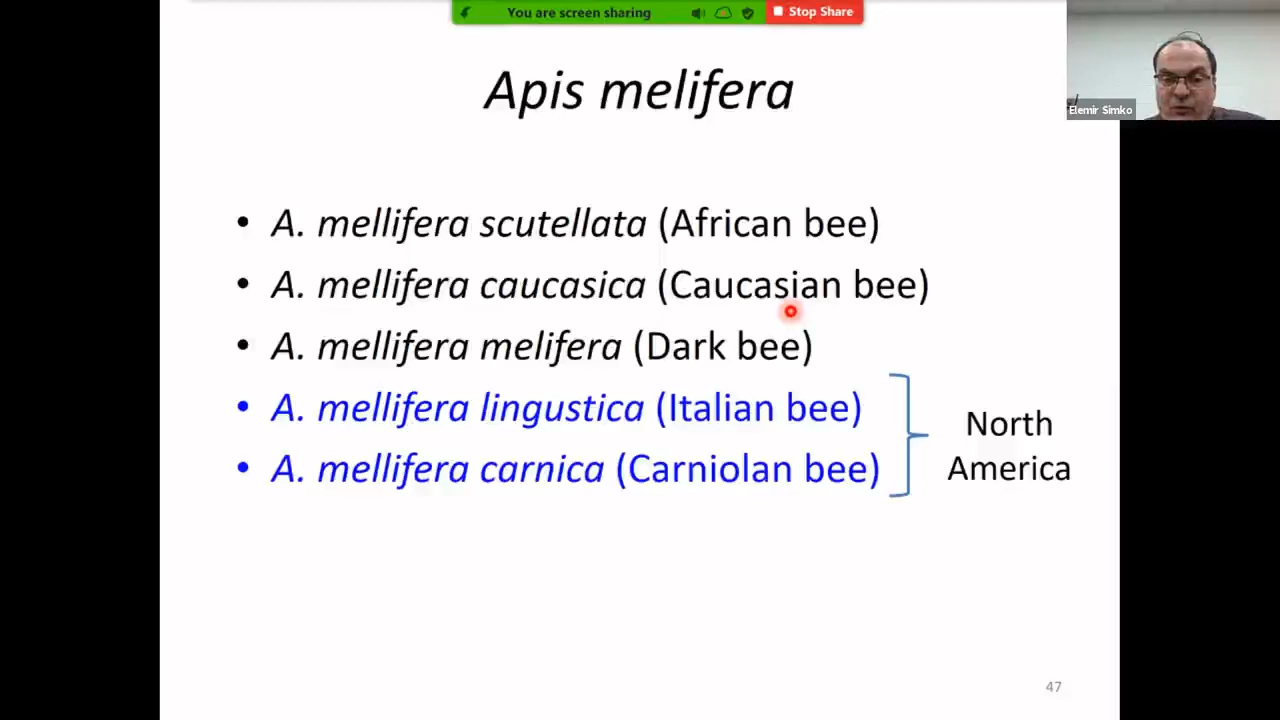 You are screen sharing
Stop Share
Elemir Simko
Apis melifera
• A. mellifera scutellata (African bee)
• A. mellifera caucasica (Caucasian bee)
• A. mellifera melifera (Dark bee)
• A. mellifera lingustica (Italian bee)
• A. mellifera carnica (Carniolan bee)
North
America
47